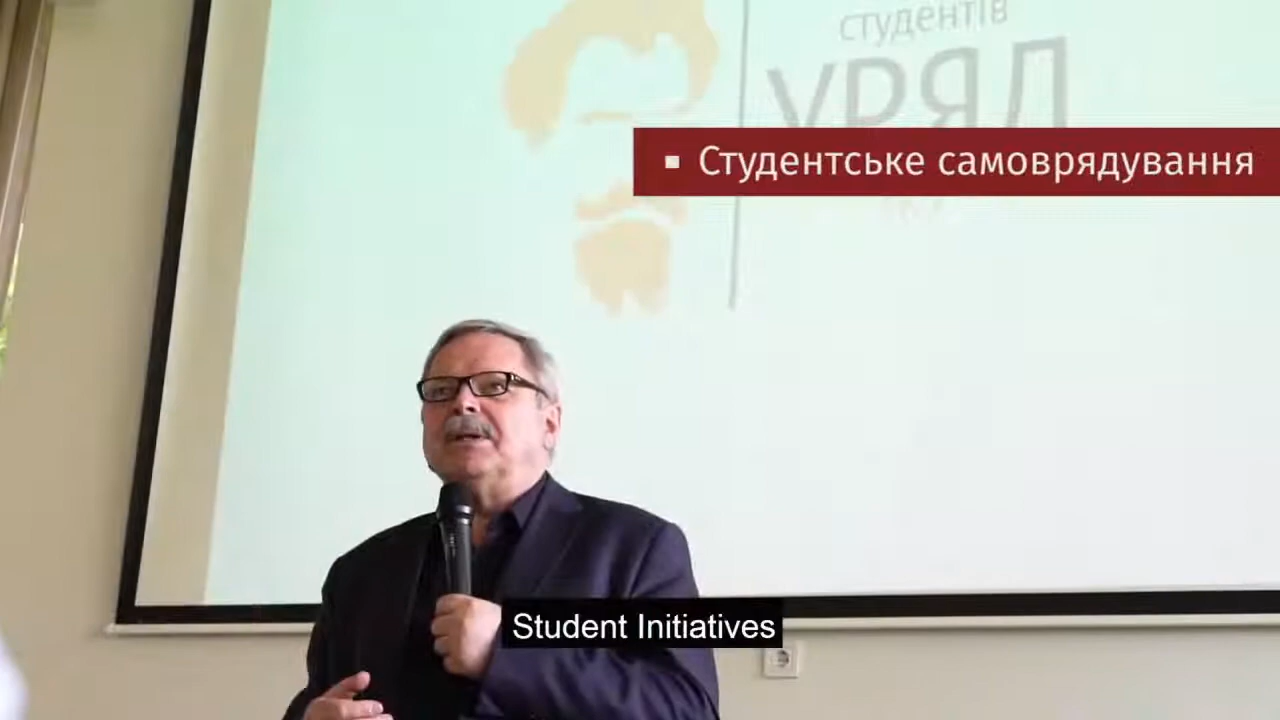 студентів
УРЯД
Студентське самоврядування
Student Initiatives